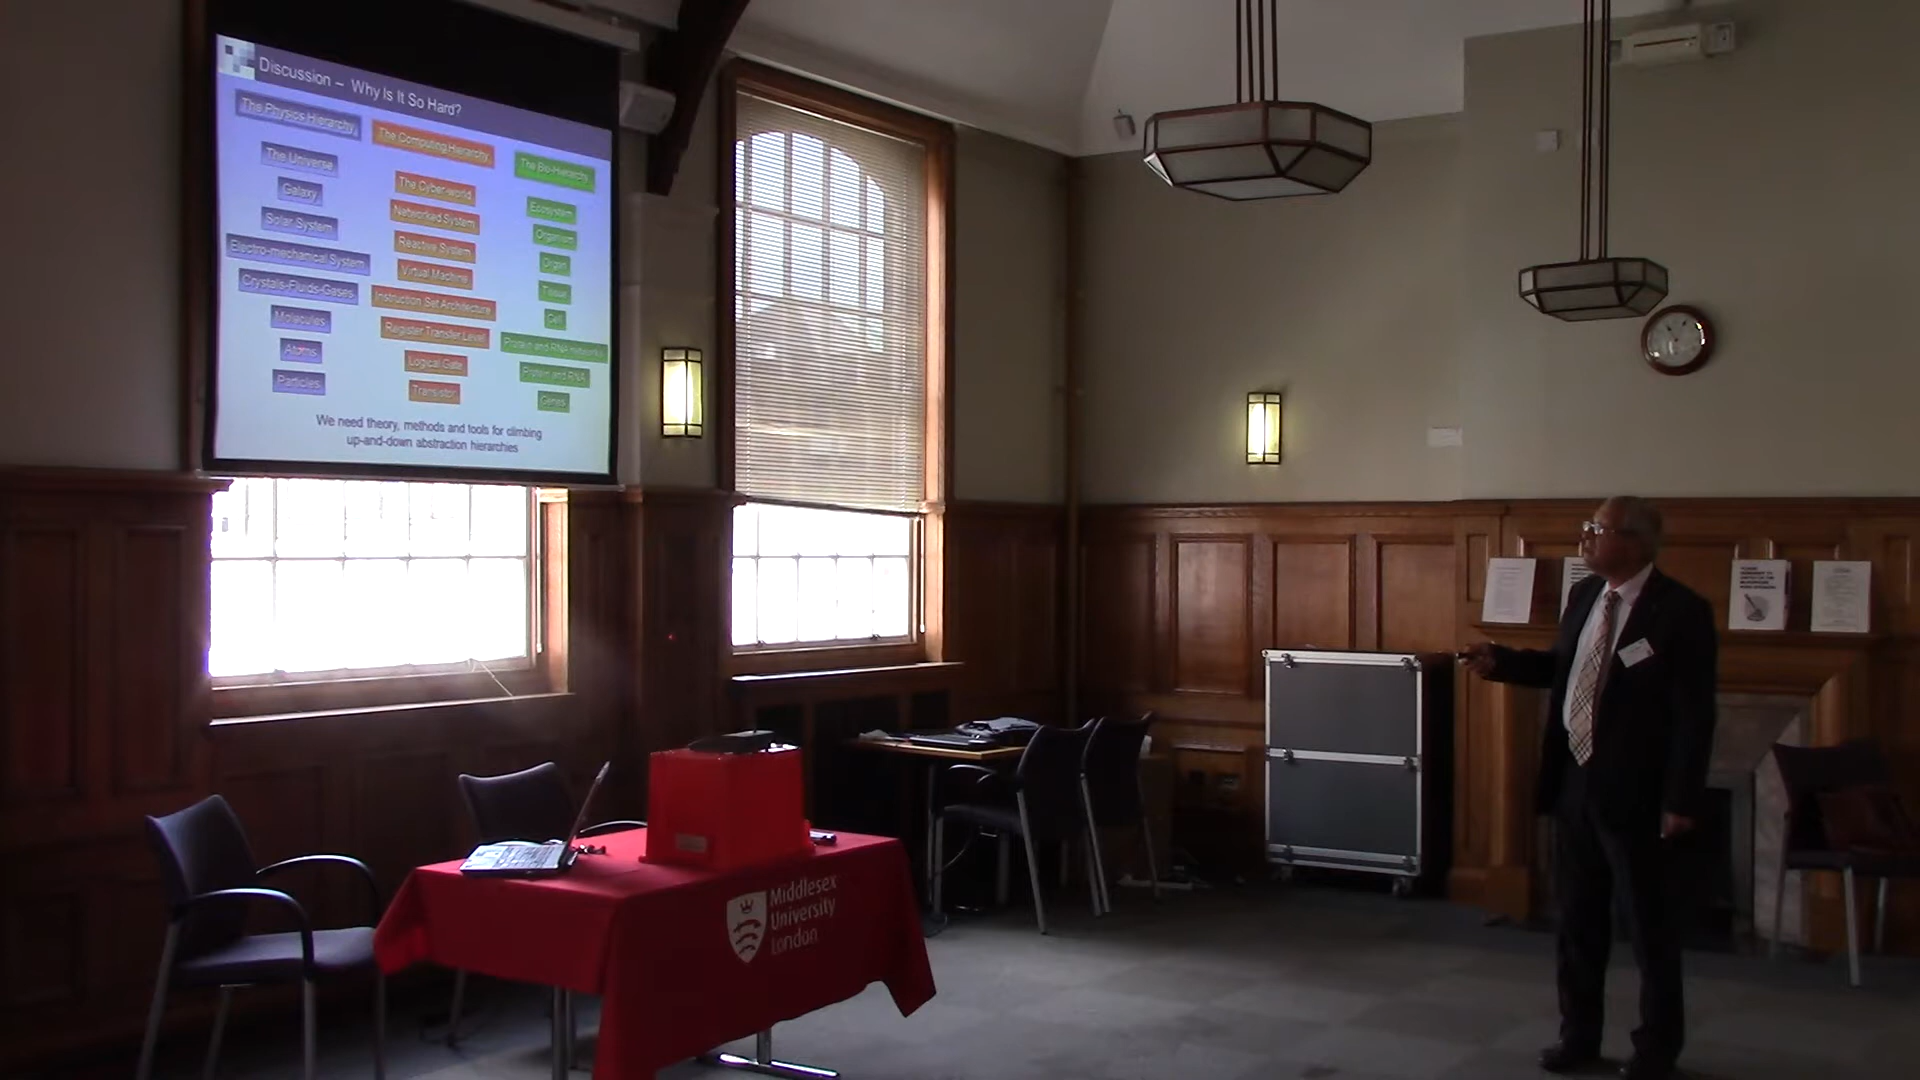 Discussion – Why Is It So Hard?
The Physics Hierarchy
The Universe
Galaxy
Solar System
Electro-mechanical System
Crystals-Fluids-Gases
Molecules
Atoms
Particles
The Computing Hierarchy
The Cyber-world
Networked System
Reactive System
Virtual Machine
Instruction Set Architecture
Register Transfer Level
Logical Gate
Transistor
The Bio-Hierarchy
Ecosystem
Organism
Organ
Tissue
Cell
Protein and RNA networks
Protein and RNA
Genes
We need theory, methods and tools for climbing
up-and-down abstraction hierarchies
Middlesex
University
London